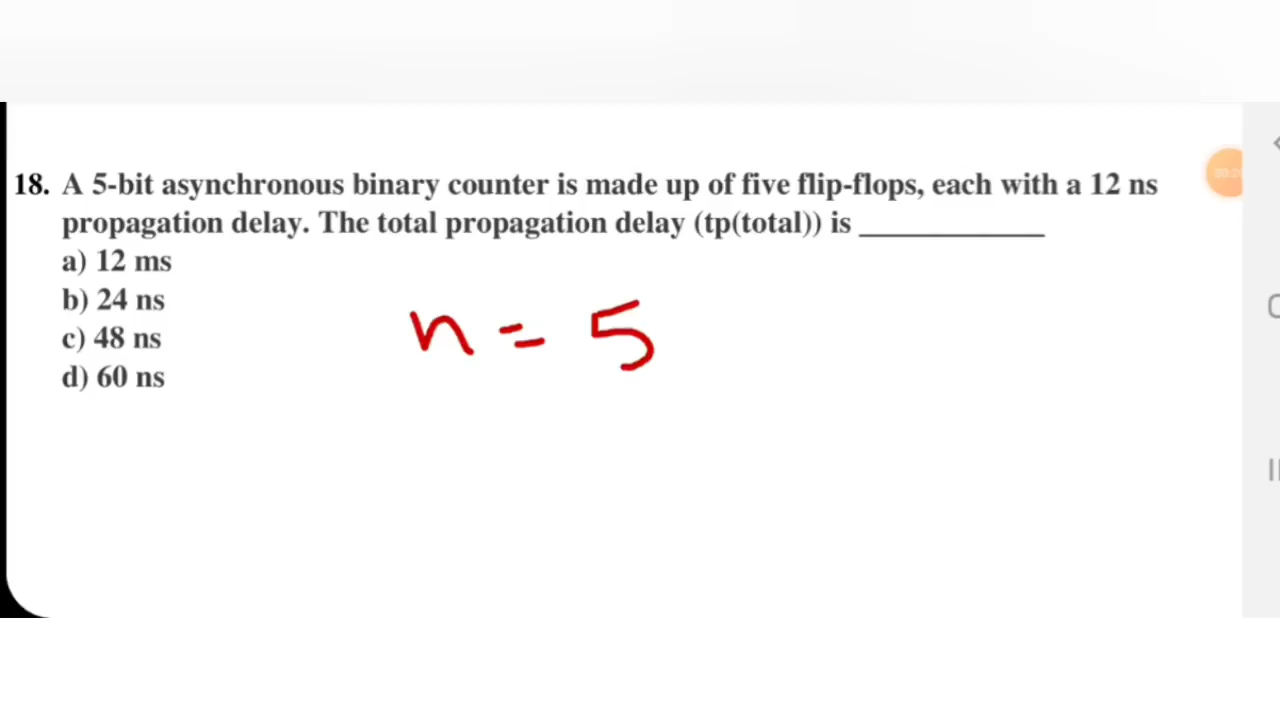 18. A 5-bit asynchronous binary counter is made up of five flip-flops, each with a 12 ns
propagation delay. The total propagation delay (tp(total)) is ____________
a) 12 ms
b) 24 ns
c) 48 ns
d) 60 ns
n = 5